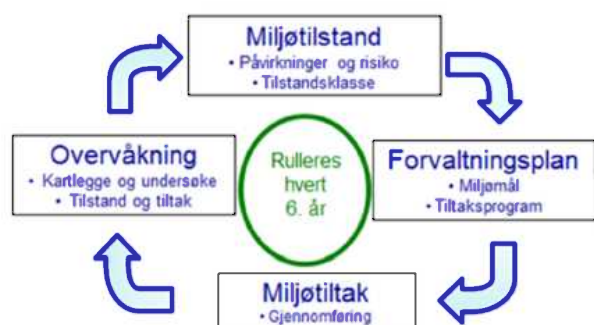 Miljøtilstand
• Påvirkninger og risiko
• Tilstandsklasse
Overvåkning
• Kartlegge og undersøke
• Tilstand og tiltak
Rulleres
hvert
6. år
Forvaltningsplan
• Miljømål
• Tiltaksprogram
Miljøtiltak
• Gjennomføring